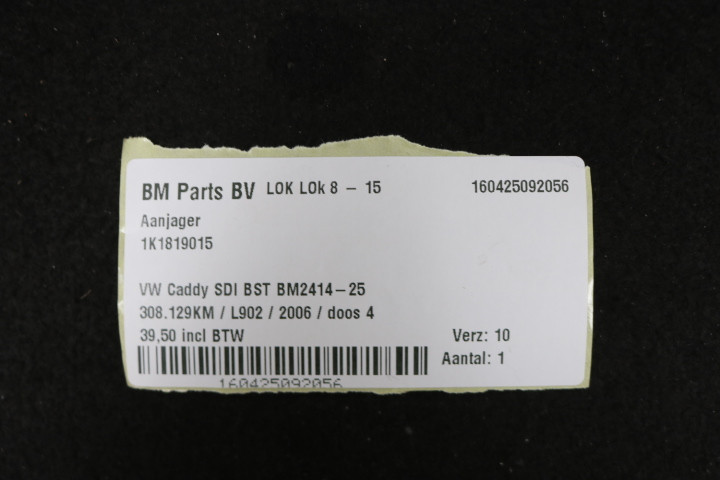 BM Parts BV LOK LOk 8 - 15 160425092056
Aanjager
1K1819015
VW Caddy SDI BST BM2414-25
308.129KM / L902 / 2006 / doos 4
39,50 incl BTW Verz: 10
Aantal: 1
160425092056